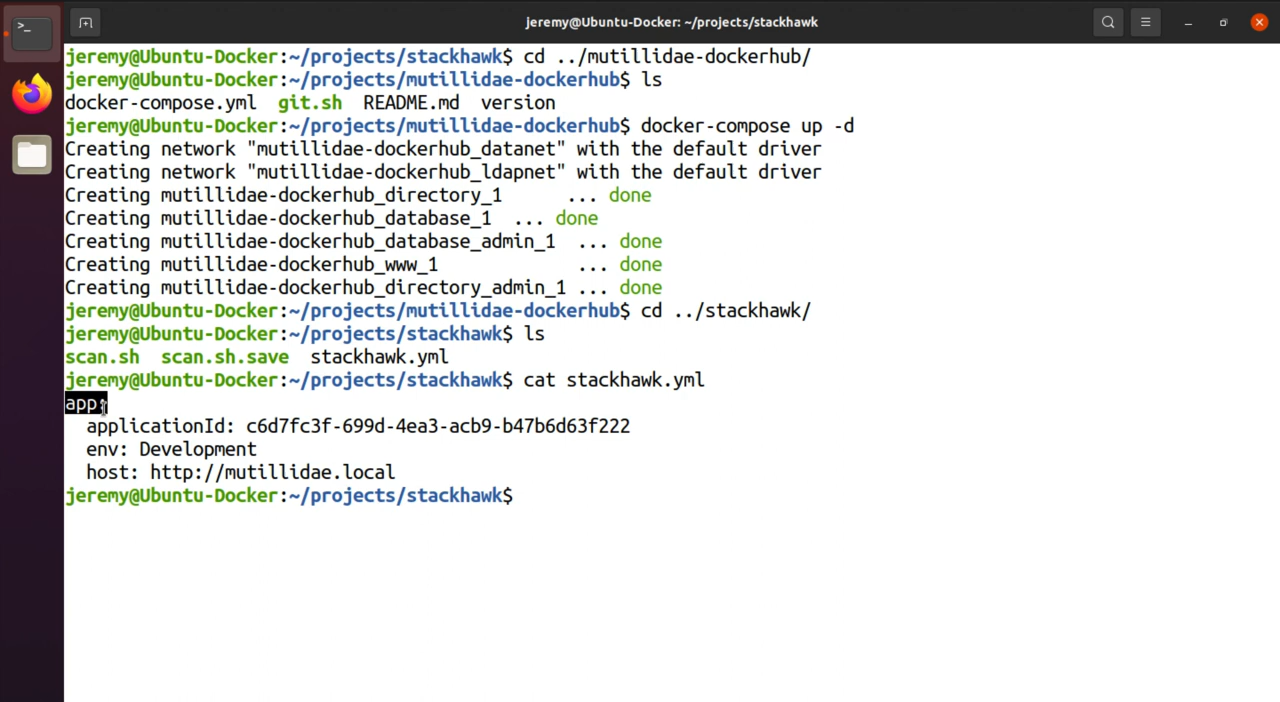 jeremy@Ubuntu-Docker: ~/projects/stackhawk
jeremy@Ubuntu-Docker:~/projects/stackhawk$ cd ../mutillidae-dockerhub/
jeremy@Ubuntu-Docker:~/projects/mutillidae-dockerhub$ ls
docker-compose.yml  git.sh  README.md  version
jeremy@Ubuntu-Docker:~/projects/mutillidae-dockerhub$ docker-compose up -d
Creating network "mutillidae-dockerhub_datanet" with the default driver
Creating network "mutillidae-dockerhub_ldapnet" with the default driver
Creating mutillidae-dockerhub_directory_1      ... done
Creating mutillidae-dockerhub_database_1  ... done
Creating mutillidae-dockerhub_database_admin_1  ... done
Creating mutillidae-dockerhub_www_1             ... done
Creating mutillidae-dockerhub_directory_admin_1 ... done
jeremy@Ubuntu-Docker:~/projects/mutillidae-dockerhub$ cd ../stackhawk/
jeremy@Ubuntu-Docker:~/projects/stackhawk$ ls
scan.sh  scan.sh.save  stackhawk.yml
jeremy@Ubuntu-Docker:~/projects/stackhawk$ cat stackhawk.yml
app:
  applicationId: c6d7fc3f-699d-4ea3-acb9-b47b6d63f222
  env: Development
  host: http://mutillidae.local
jeremy@Ubuntu-Docker:~/projects/stackhawk$